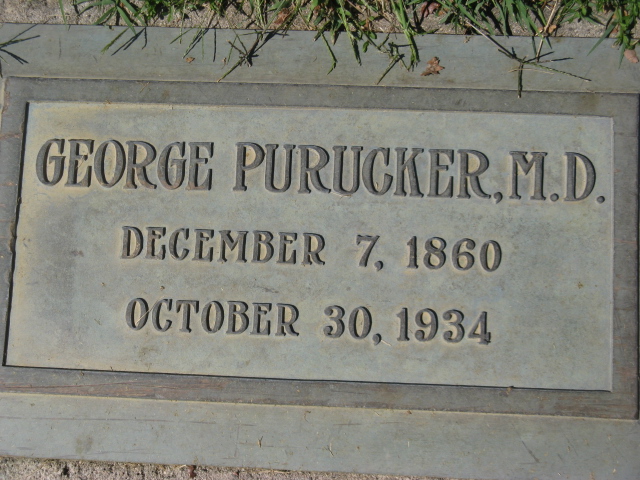 GEORGE PURUCKER, M.D.
DECEMBER 7, 1860
OCTOBER 30, 1934